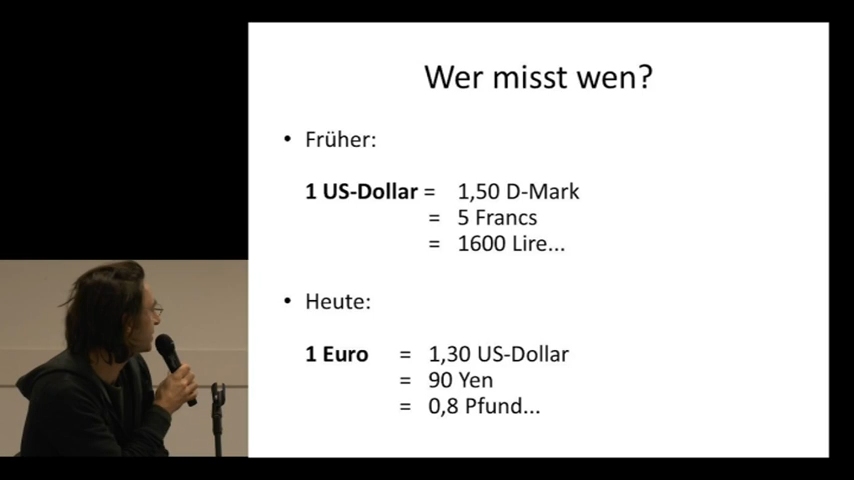 Wer misst wen?
• Früher:
1 US-Dollar = 1,50 D-Mark
= 5 Francs
= 1600 Lire...
• Heute:
1 Euro = 1,30 US-Dollar
= 90 Yen
= 0,8 Pfund...